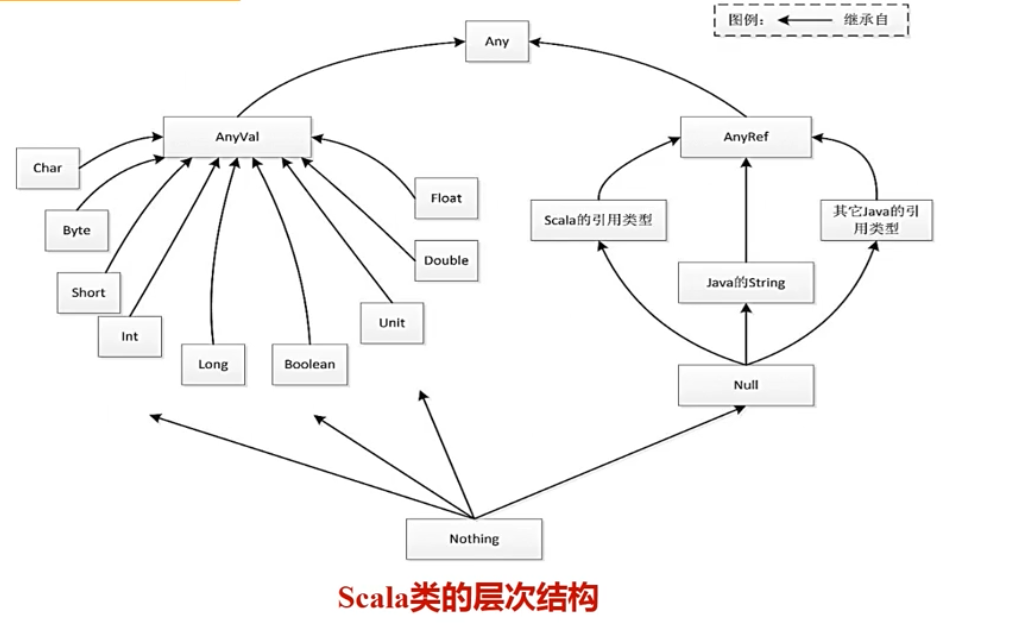 图例: 继承自
Any
AnyVal
AnyRef
Char
Float
Byte
Scala的引用类型
其它Java的引
用类型
Double
Short
Java的String
Int
Unit
Long
Boolean
Null
Nothing
Scala类的层次结构